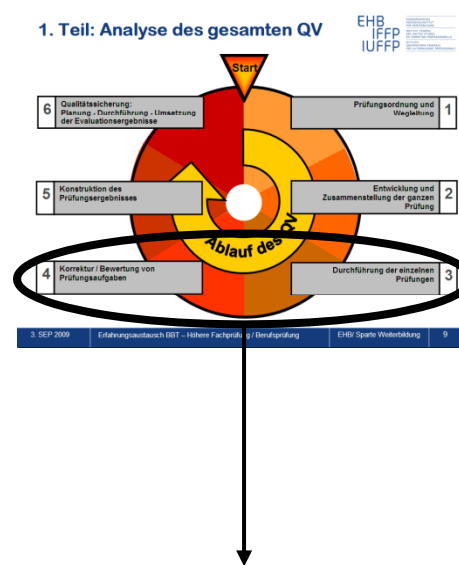 1. Teil: Analyse des gesamten QV
EHB
IFFP
IUFFP
Start
6
Qualitätssicherung:
Planung - Durchführung - Umsetzung
der Evaluationsergebnisse
Prüfungsordnung und
Wegleitung
1
5
Konstruktion des
Prüfungsergebnisses
Entwicklung und
Zusammenstellung der ganzen
Prüfung
2
Ablauf des QV
4
Korrektur / Bewertung von
Prüfungsaufgaben
Durchführung der einzelnen
Prüfungen
3
3. SEP 2009
Erfahrungsaustausch BBT – Höhere Fachprüfung / Berufsprüfung
EHB/ Sparte Weiterbildung
9